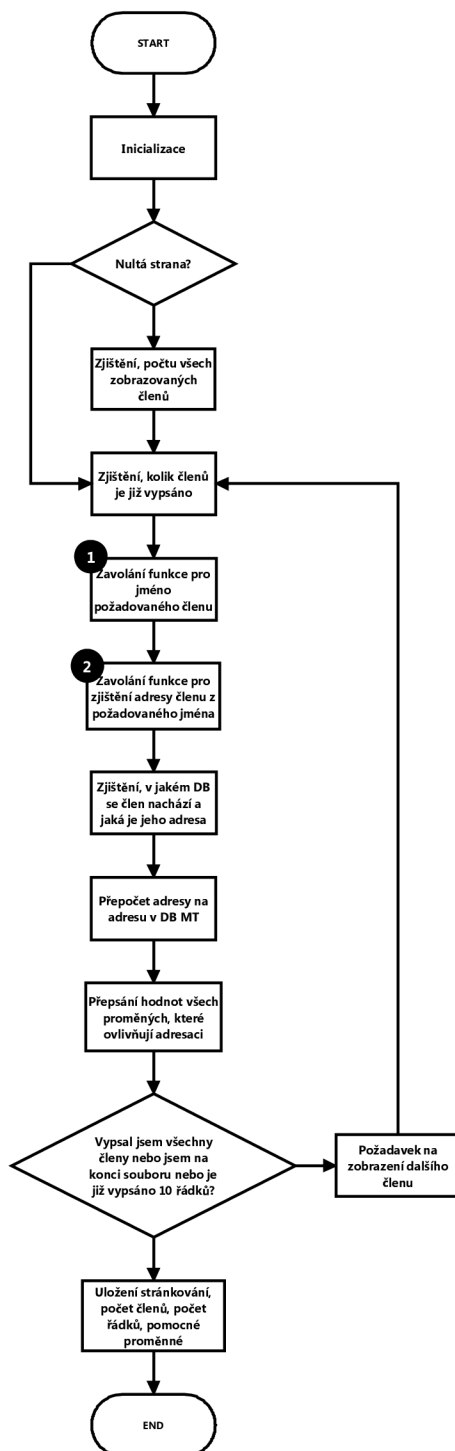 START
Inicializace
Nultá strana?
Zjištění, počtu všech
zobrazovaných
členů
Zjištění, kolik členů
je již vypsáno
1
Zavolání funkce pro
jméno
požadovaného členu
2
Zavolání funkce pro
zjištění adresy členu z
požadovaného jména
Zjištění, v jakém DB
se člen nachází a
jaká je jeho adresa
Přepočet adresy na
adresu v DB MT
Přepsání hodnot všech
proměných, které
ovlivňují adresaci
Vypsal jsem všechny
členy nebo jsem na
konci souboru nebo je
již vypsáno 10 řádků?
Požadavek na
zobrazení dalšího
členu
Uložení stránkování,
počet členů, počet
řádků, pomocné
proměnné
END